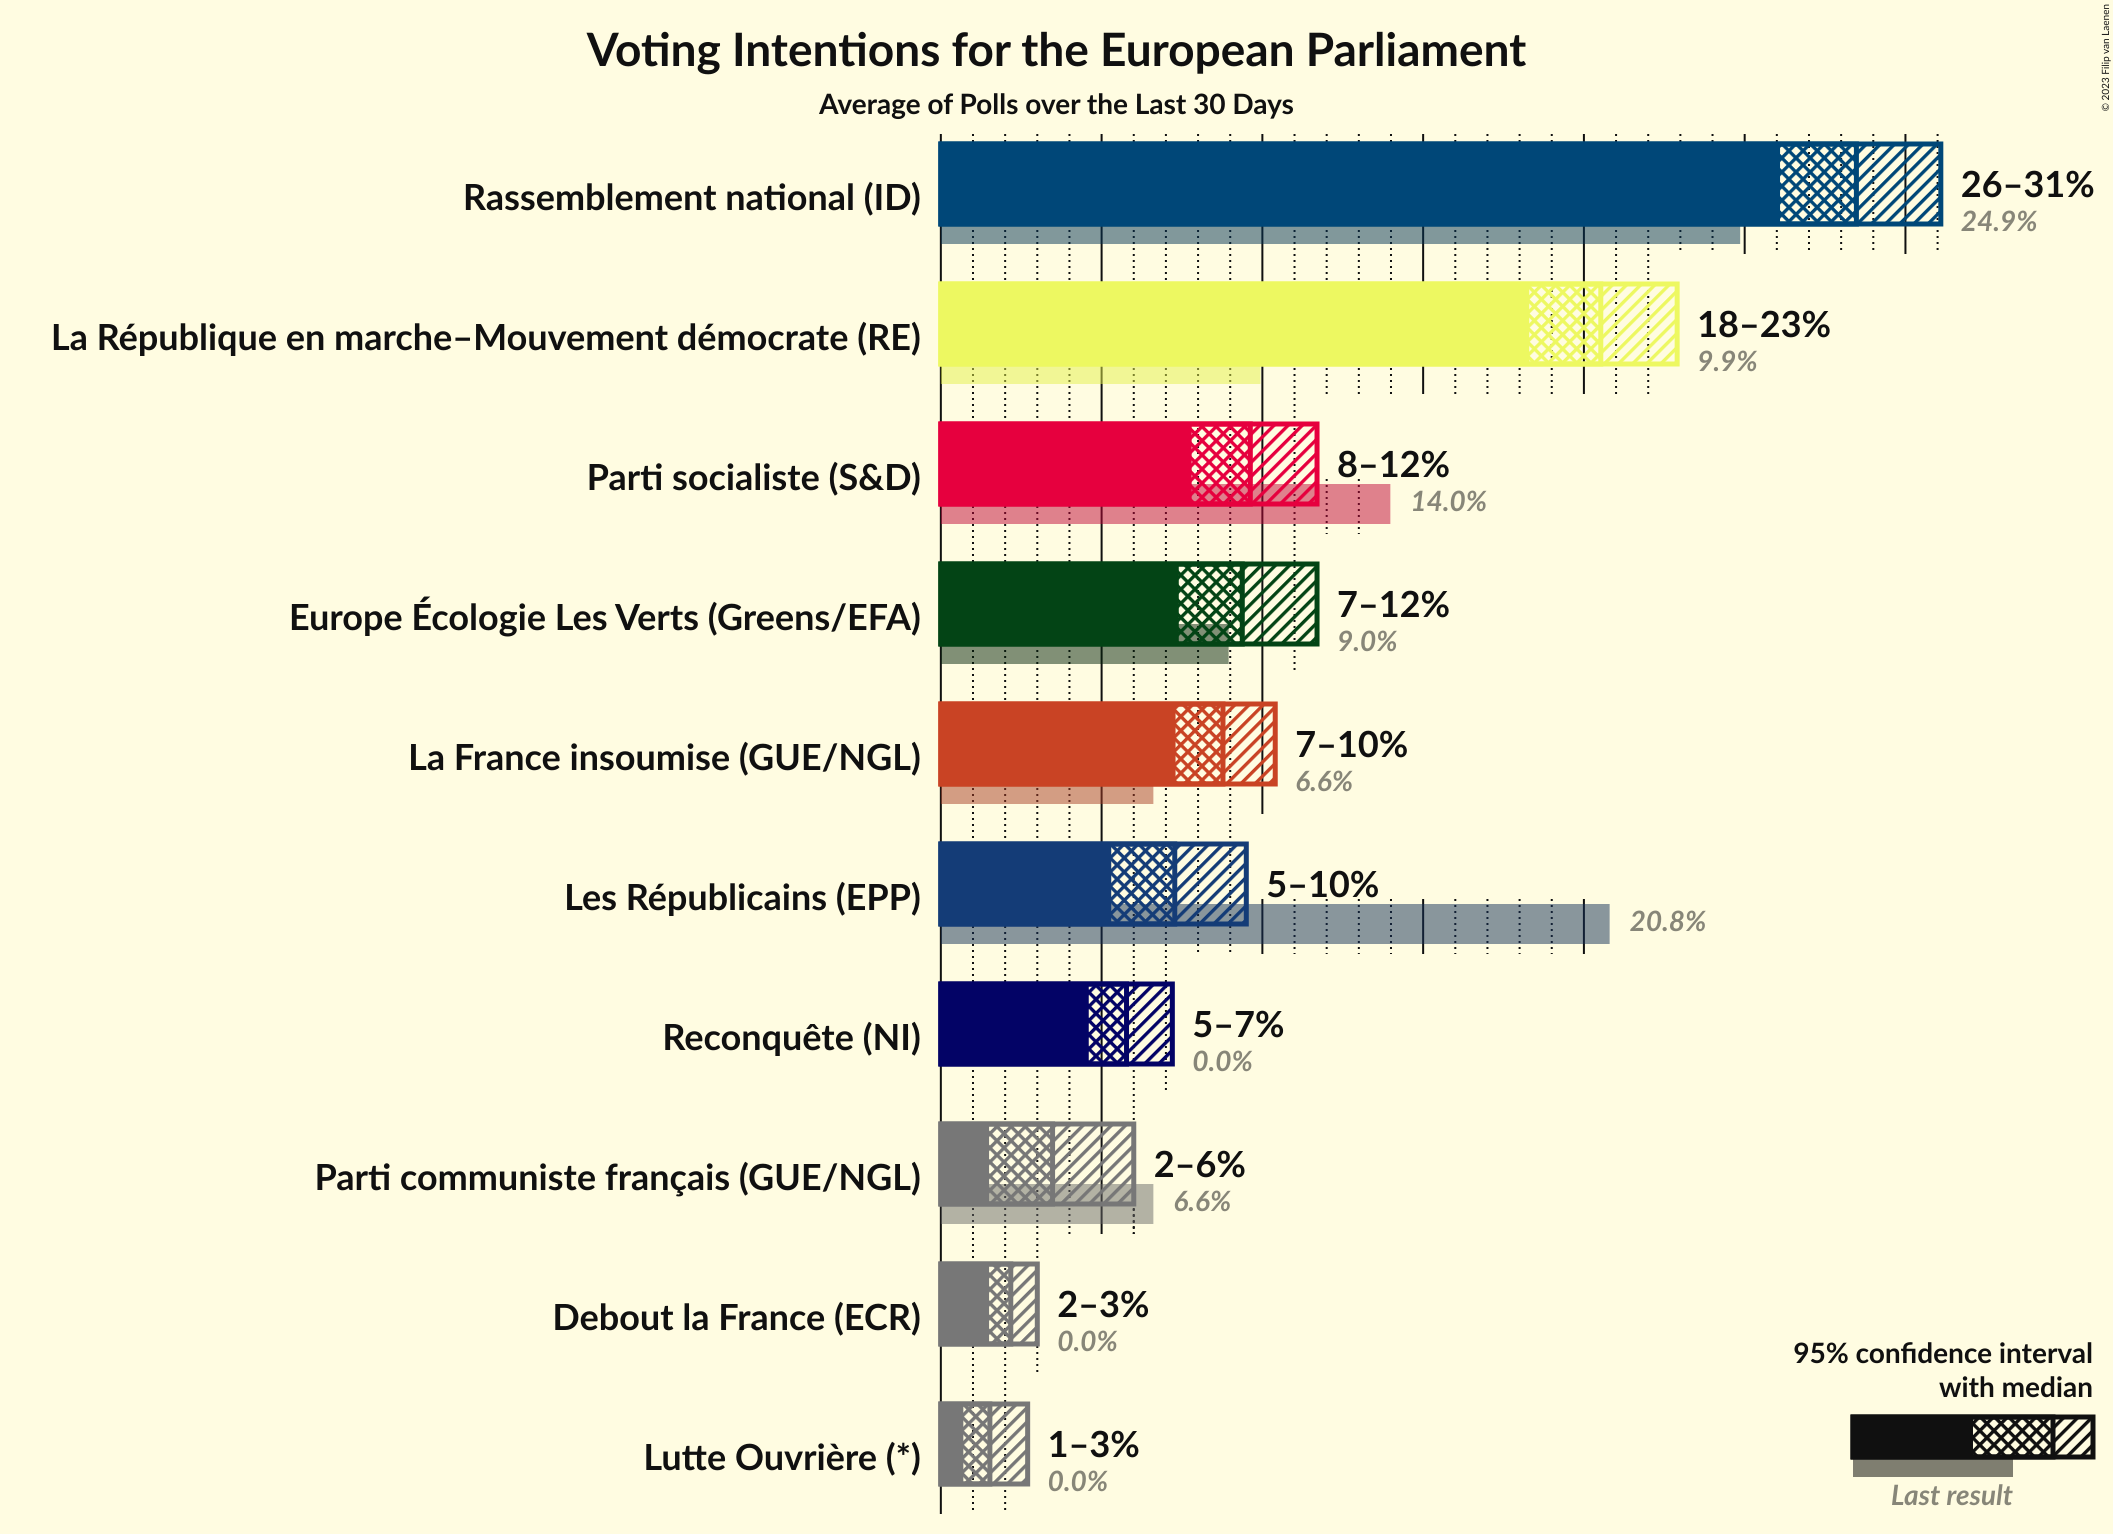 © 2023 Filip van Laenen
Voting Intentions for the European Parliament
Average of Polls over the Last 30 Days
Rassemblement national (ID)
26–31%
24.9%
La République en marche–Mouvement démocrate (RE)
18–23%
9.9%
Parti socialiste (S&D)
8–12%
14.0%
Europe Écologie Les Verts (Greens/EFA)
7–12%
9.0%
La France insoumise (GUE/NGL)
7–10%
6.6%
Les Républicains (EPP)
5–10%
20.8%
Reconquête (NI)
5–7%
0.0%
Parti communiste français (GUE/NGL)
2–6%
6.6%
Debout la France (ECR)
2–3%
0.0%
Lutte Ouvrière (*)
1–3%
0.0%
95% confidence interval
with median
Last result